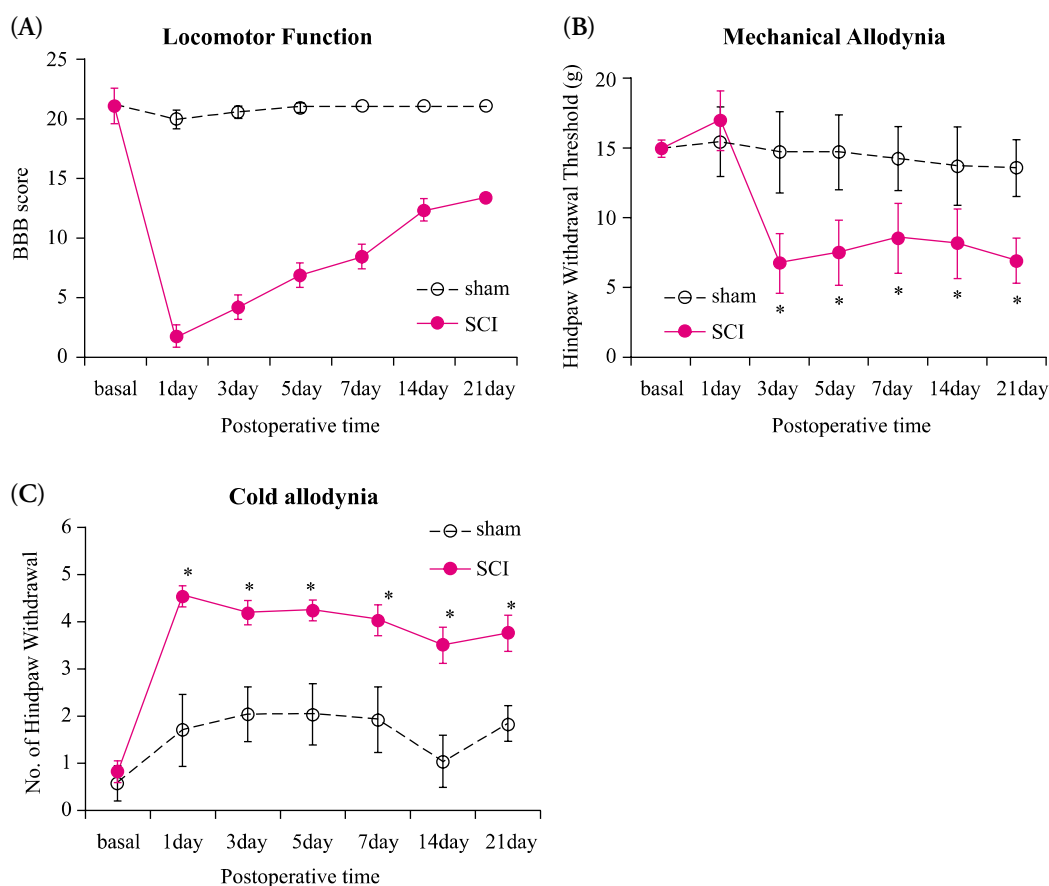 (A)
Locomotor Function
BBB score
25
20
15
10
5
0
sham
SCI
basal 1day 3day 5day 7day 14day 21day
Postoperative time
(B)
Mechanical Allodynia
Hindpaw Withdrawal Threshold (g)
20
15
10
5
0
sham
SCI
* * * * *
basal 1day 3day 5day 7day 14day 21day
Postoperative time
(C)
Cold allodynia
No. of Hindpaw Withdrawal
6
5
4
3
2
1
0
sham
SCI
* * * * * *
basal 1day 3day 5day 7day 14day 21day
Postoperative time